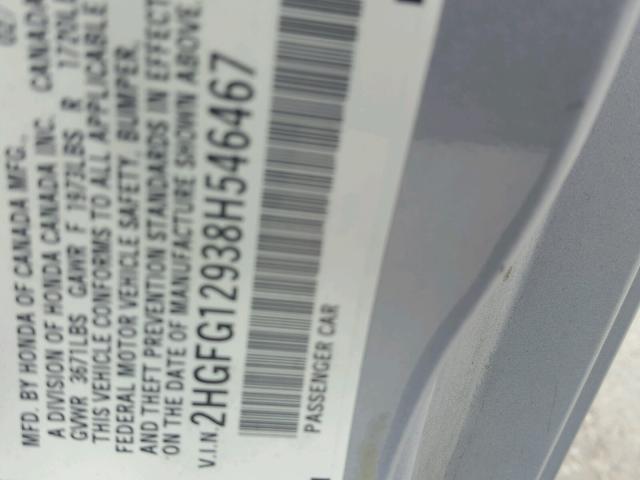 02/
MFD. BY HONDA OF CANADA MFG.,
A DIVISION OF HONDA CANADA INC. CANADA
GVWR 3671LBS GAWR F 1973LBS R 1720LB
THIS VEHICLE CONFORMS TO ALL APPLICABLE
FEDERAL MOTOR VEHICLE SAFETY, BUMPER,
AND THEFT PREVENTION STANDARDS IN EFFECT
ON THE DATE OF MANUFACTURE SHOWN ABOVE.
V.I.N. 2HGFG12938H546467
PASSENGER CAR